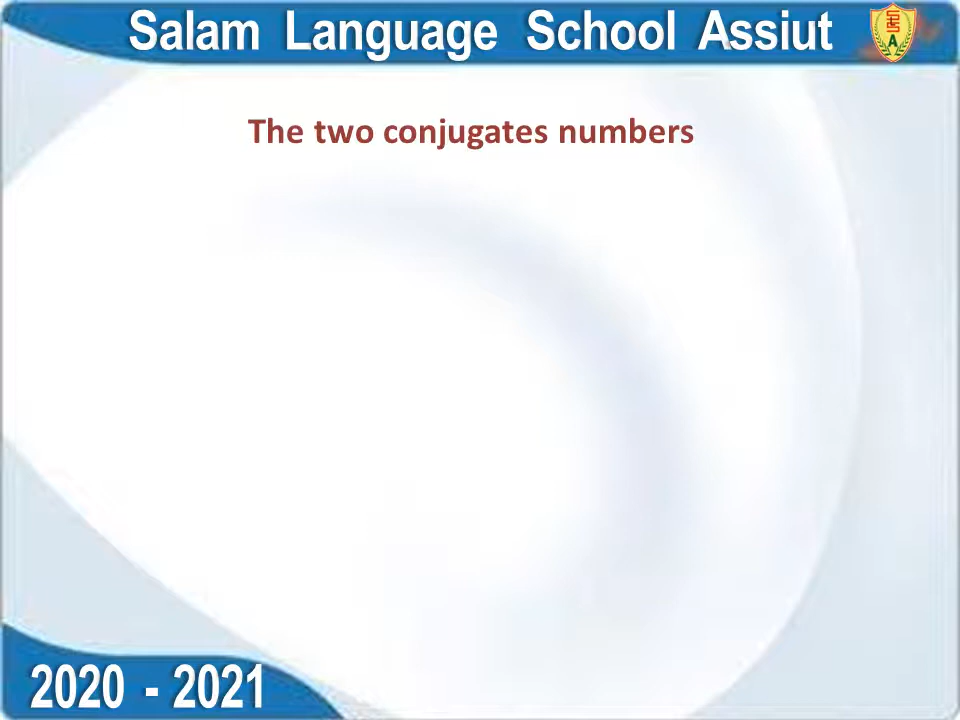 Salam Language School Assiut
The two conjugates numbers
2020 - 2021